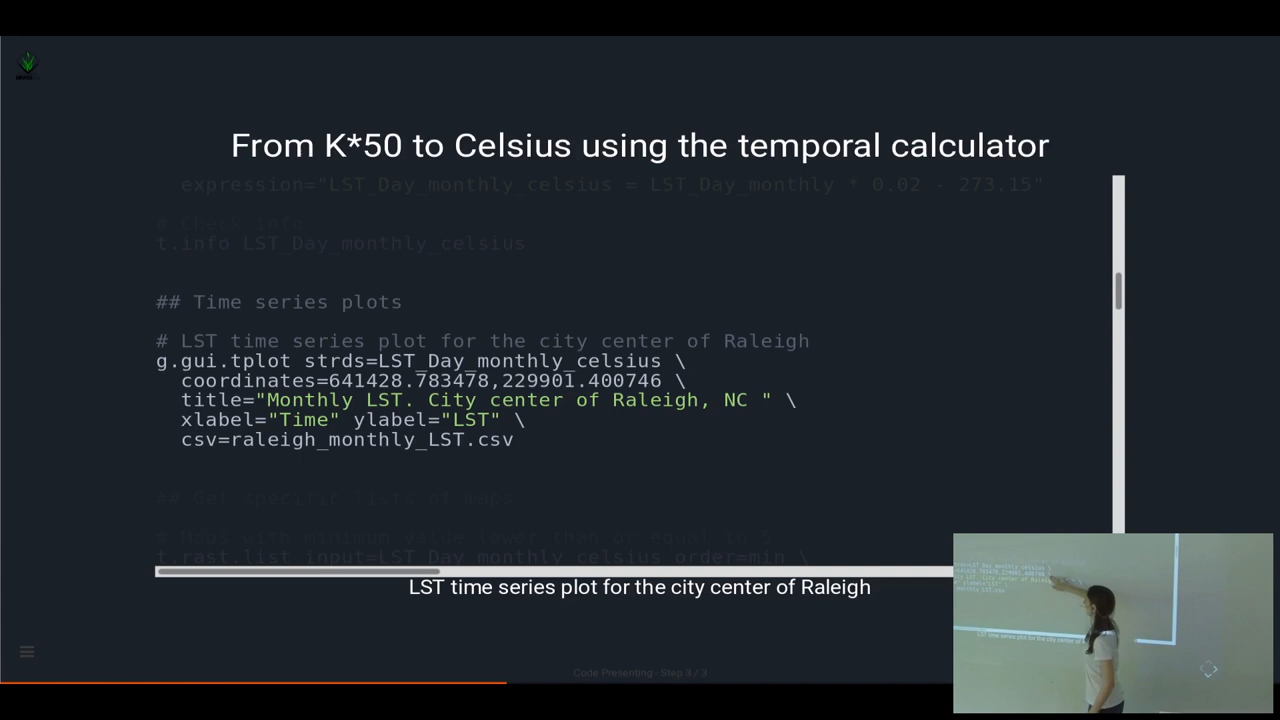 From K*50 to Celsius using the temporal calculator
expression="LST_Day_monthly_celsius = LST_Day_monthly * 0.02 - 273.15"
# Check info
t.info LST_Day_monthly_celsius
## Time series plots
# LST time series plot for the city center of Raleigh
g.gui.tplot strds=LST_Day_monthly_celsius \
coordinates=641428.783478,229901.400746 \
title="Monthly LST. City center of Raleigh, NC " \
xlabel="Time" ylabel="LST" \
csv=raleigh_monthly_LST.csv
## Get specific lists of maps
# Maps with minimum value lower than or equal to 5
t.rast.list input=LST_Day_monthly_celsius order=min \
LST time series plot for the city center of Raleigh
Code Presenting - Step 3 / 3